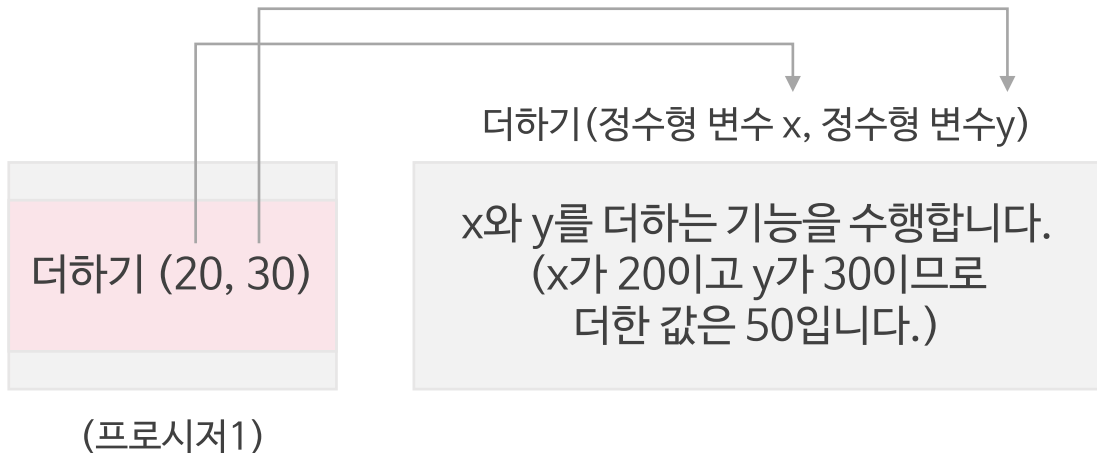 더하기(정수형 변수 x, 정수형 변수y)
더하기 (20, 30)
x와 y를 더하는 기능을 수행합니다.
(x가 20이고 y가 30이므로
더한 값은 50입니다.)
(프로시저1)